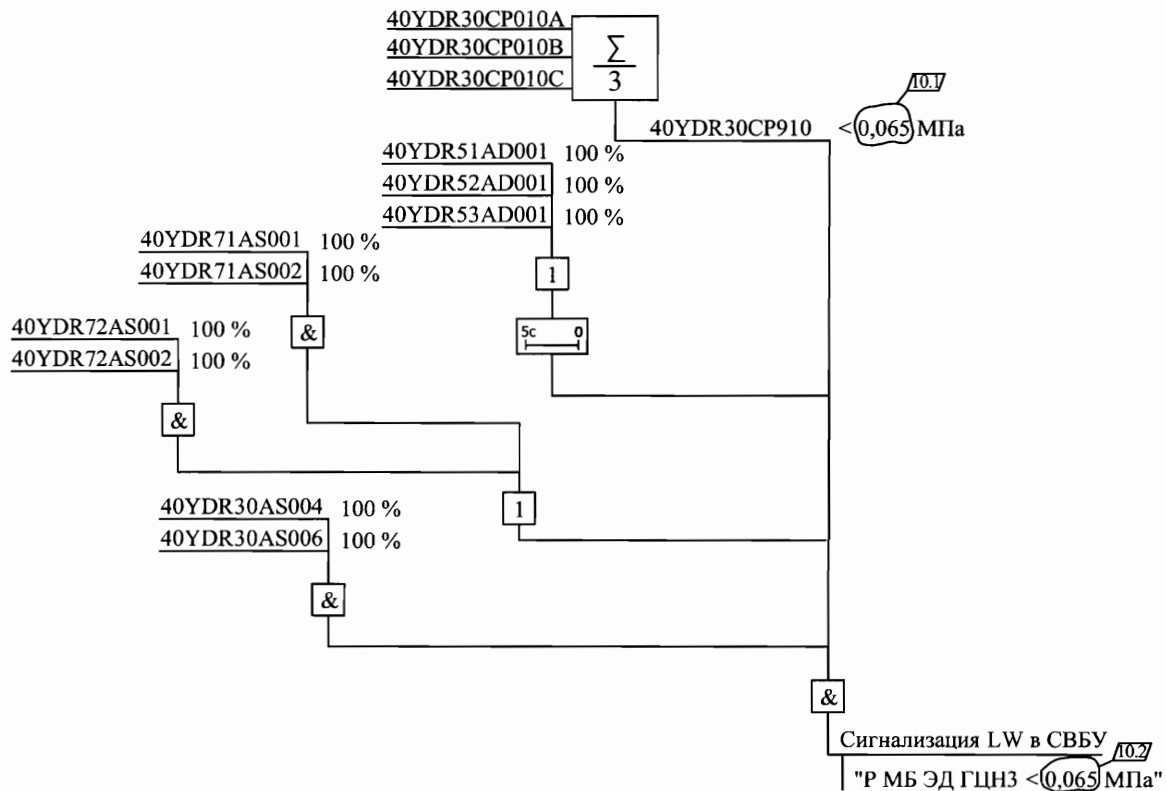 40YDR30CP010A
40YDR30CP010B
40YDR30CP010C
∑
3
10.1
40YDR30CP910 <0,065 МПа
40YDR51AD001 100 %
40YDR52AD001 100 %
40YDR53AD001 100 %
40YDR71AS001 100 %
40YDR71AS002 100 %
1
5с 0
40YDR72AS001 100 %
40YDR72AS002 100 %
&
&
40YDR30AS004 100 %
40YDR30AS006 100 %
1
&
&
Сигнализация LW в СВБУ
10.2
"Р МБ ЭД ГЦН3 <0,065 МПа"